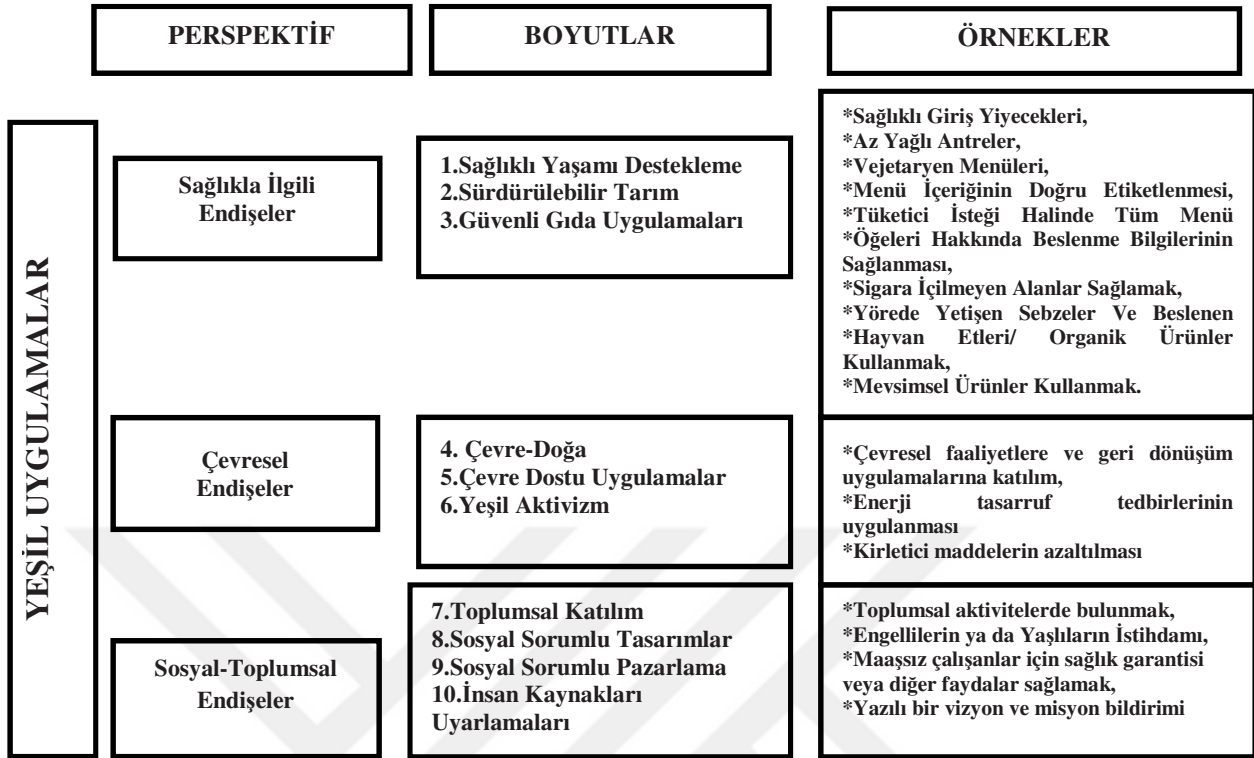 PERSPEKTİF
BOYUTLAR
ÖRNEKLER
YEŞİL UYGULAMALAR
Sağlıkla İlgili
Endişeler
1.Sağlıklı Yaşamı Destekleme
2.Sürdürülebilir Tarım
3.Güvenli Gıda Uygulamaları
*Sağlıklı Giriş Yiyecekleri,
*Az Yağlı Antreler,
*Vejetaryen Menüleri,
*Menü İçeriğinin Doğru Etiketlenmesi,
*Tüketici İsteği Halinde Tüm Menü
*Öğeleri Hakkında Beslenme Bilgilerinin
Sağlanması,
*Sigara İçilmeyen Alanlar Sağlamak,
*Yörede Yetişen Sebzeler Ve Beslenen
*Hayvan Etleri/ Organik Ürünler
Kullanmak,
*Mevsimsel Ürünler Kullanmak.
Çevresel
Endişeler
4. Çevre-Doğa
5.Çevre Dostu Uygulamalar
6.Yeşil Aktivizm
*Çevresel faaliyetlere ve geri dönüşüm
uygulamalarına katılım,
*Enerji tasarruf tedbirlerinin
uygulanması
*Kirletici maddelerin azaltılması
Sosyal-Toplumsal
Endişeler
7.Toplumsal Katılım
8.Sosyal Sorumlu Tasarımlar
9.Sosyal Sorumlu Pazarlama
10.İnsan Kaynakları
Uyarlamaları
*Toplumsal aktivitelerde bulunmak,
*Engellilerin ya da Yaşlıların İstihdamı,
*Maaşsız çalışanlar için sağlık garantisi
veya diğer faydalar sağlamak,
*Yazılı bir vizyon ve misyon bildirimi